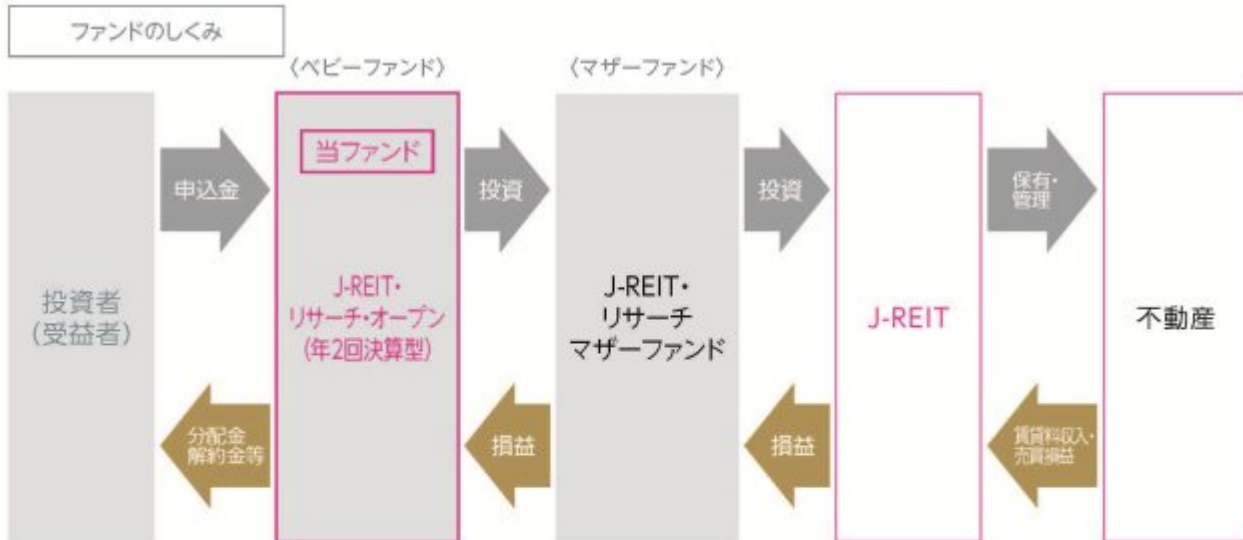 ファンドのしくみ
〈ベビーファンド〉
〈マザーファンド〉
投資者
(受益者)
申込金
分配金
解約金等
当ファンド
J-REIT・
リサーチ・オープン
(年2回決算型)
投資
損益
J-REIT・
リサーチ
マザーファンド
投資
損益
J-REIT
保有・
管理
賃貸料収入・
売買損益
不動産